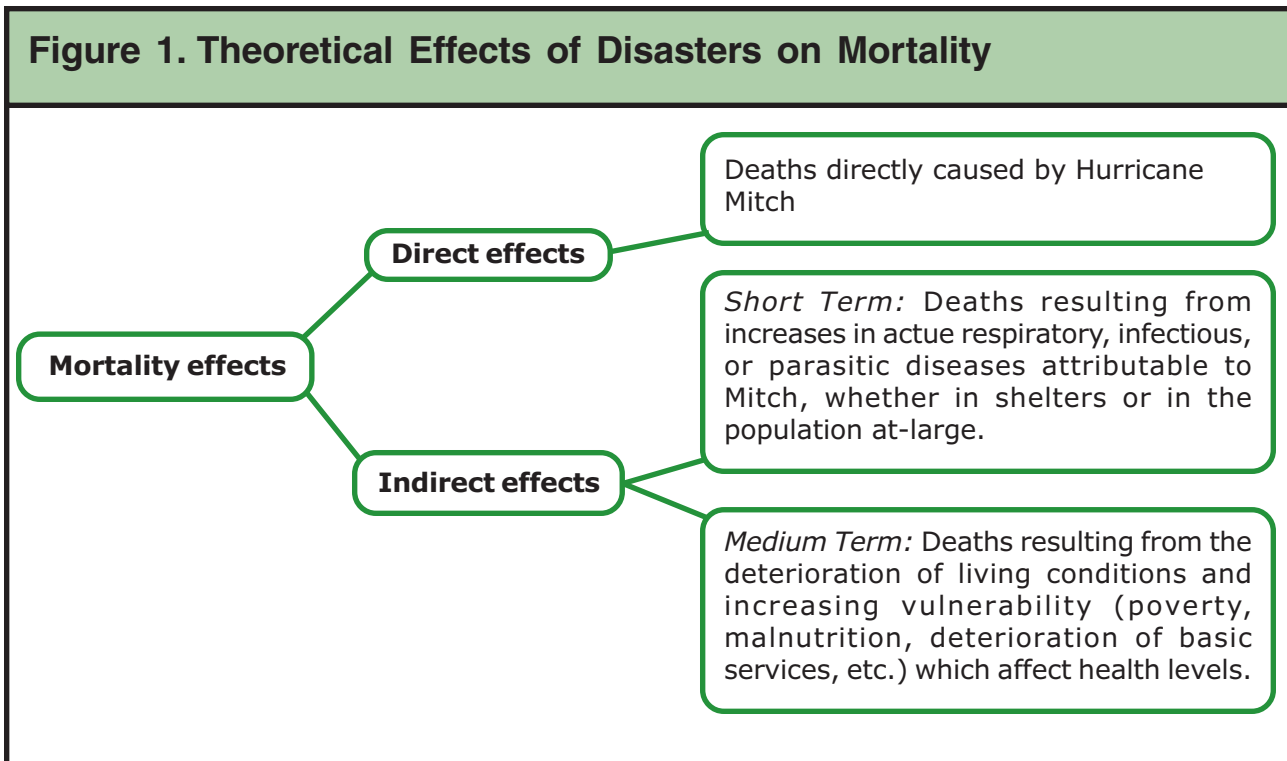 Figure 1. Theoretical Effects of Disasters on Mortality
Deaths directly caused by Hurricane
Mitch
Direct effects
Short Term: Deaths resulting from
increases in actue respiratory, infectious,
or parasitic diseases attributable to
Mitch, whether in shelters or in the
population at-large.
Mortality effects
Indirect effects
Medium Term: Deaths resulting from the
deterioration of living conditions and
increasing vulnerability (poverty,
malnutrition, deterioration of basic
services, etc.) which affect health levels.